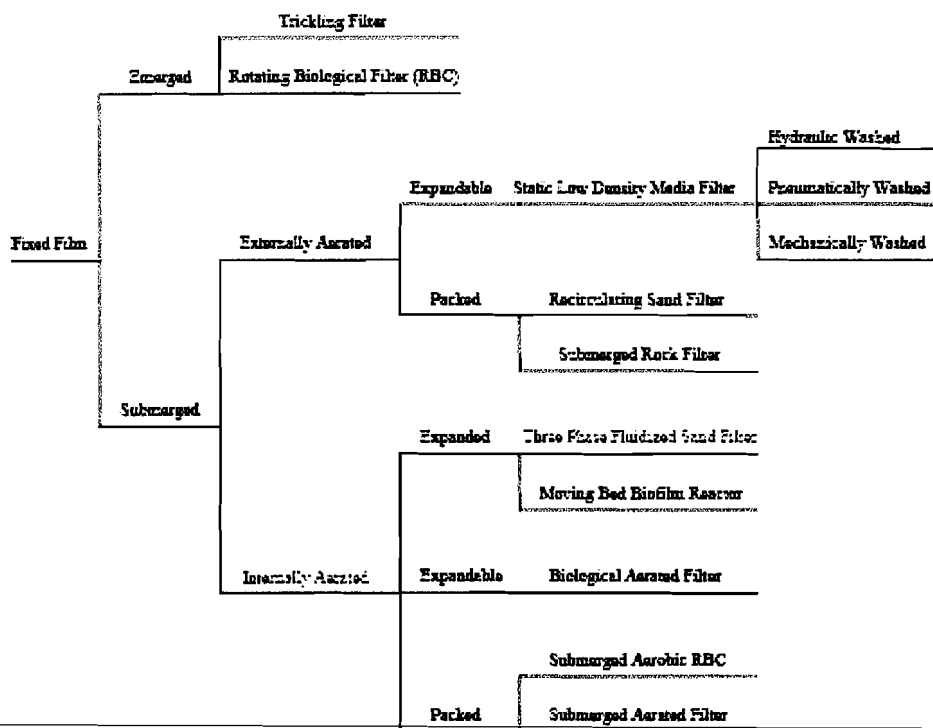 Trickling Filter
Emerged
Rotating Biological Filter (RBC)
Hydraulic Washed
Expandable
Static Low Density Media Filter
Pneumatically Washed
Fixed Film
Externally Aerated
Mechanically Washed
Packed
Recirculating Sand Filter
Submerged Rock Filter
Submerged
Expanded
Three Phase Fluidized Sand Filter
Moving Bed Biofilm Reactor
Internally Aerated
Expandable
Biological Aerated Filter
Submerged Aerobic RBC
Packed
Submerged Aerated Filter